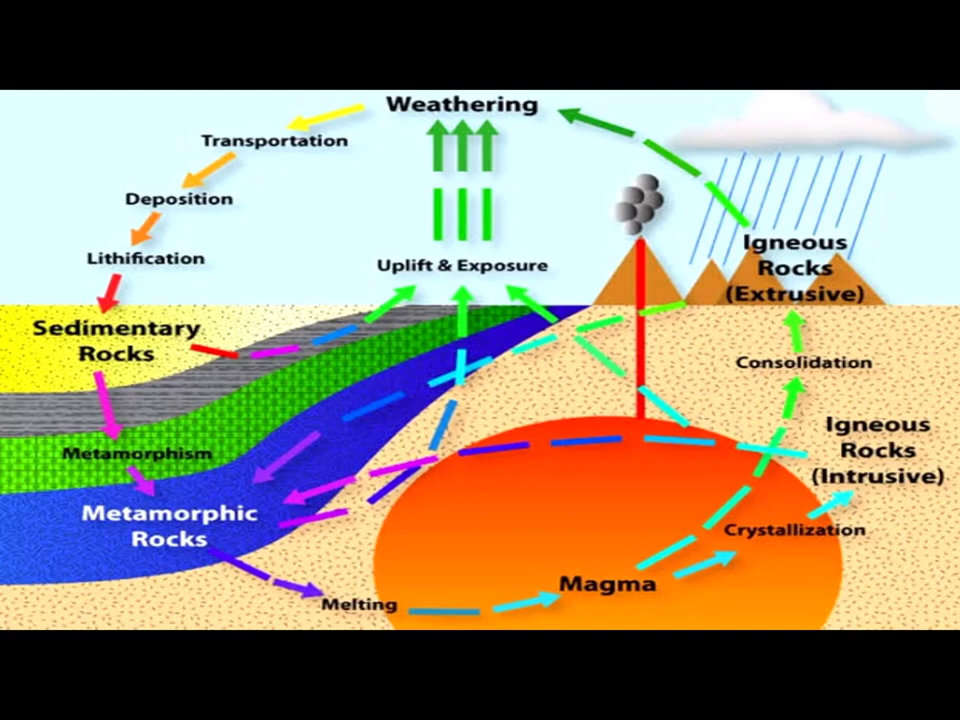 Weathering
Transportation
Deposition
Lithification
Sedimentary
Rocks
Uplift & Exposure
Igneous
Rocks
(Extrusive)
Consolidation
Igneous
Rocks
(Intrusive)
Metamorphism
Metamorphic
Rocks
Crystallization
Magma
Melting